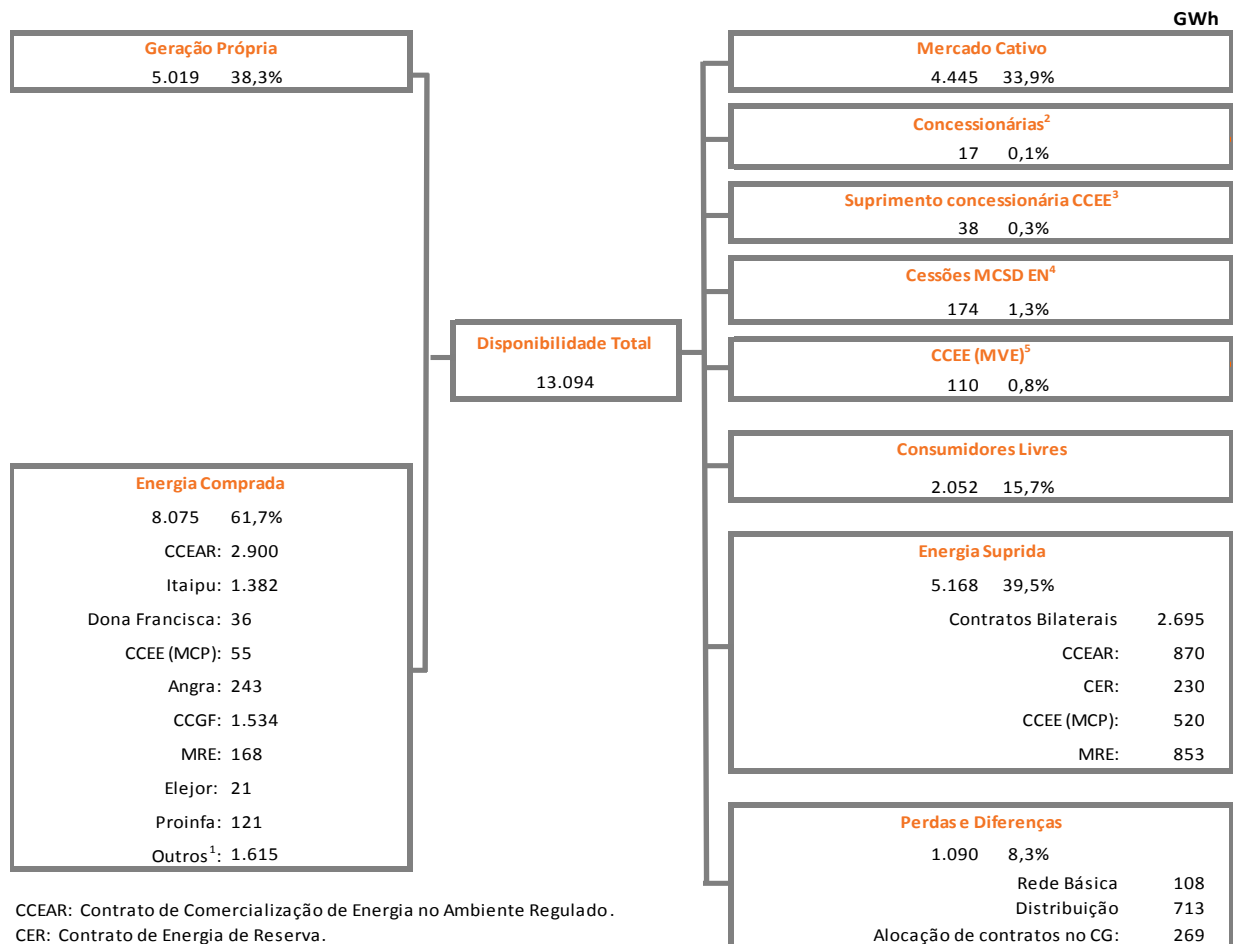 GWh
Geração Própria
5.019 38,3%
Energia Comprada
8.075 61,7%
CCEAR: 2.900
Itaipu: 1.382
Dona Francisca: 36
CCEE (MCP): 55
Angra: 243
CCGF: 1.534
MRE: 168
Elejor: 21
Proinfa: 121
Outros¹: 1.615
Disponibilidade Total
13.094
Mercado Cativo
4.445 33,9%
Concessionárias²
17 0,1%
Suprimento concessionária CCEE³
38 0,3%
Cessões MCSD EN⁴
174 1,3%
CCEE (MVE)⁵
110 0,8%
Consumidores Livres
2.052 15,7%
Energia Suprida
5.168 39,5%
Contratos Bilaterais 2.695
CCEAR: 870
CER: 230
CCEE (MCP): 520
MRE: 853
Perdas e Diferenças
1.090 8,3%
Rede Básica 108
Distribuição 713
Alocação de contratos no CG: 269
CCEAR: Contrato de Comercialização de Energia no Ambiente Regulado.
CER: Contrato de Energia de Reserva.